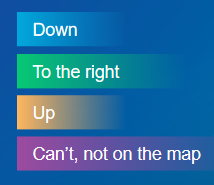 Down
To the right
Up
Can’t, not on the map